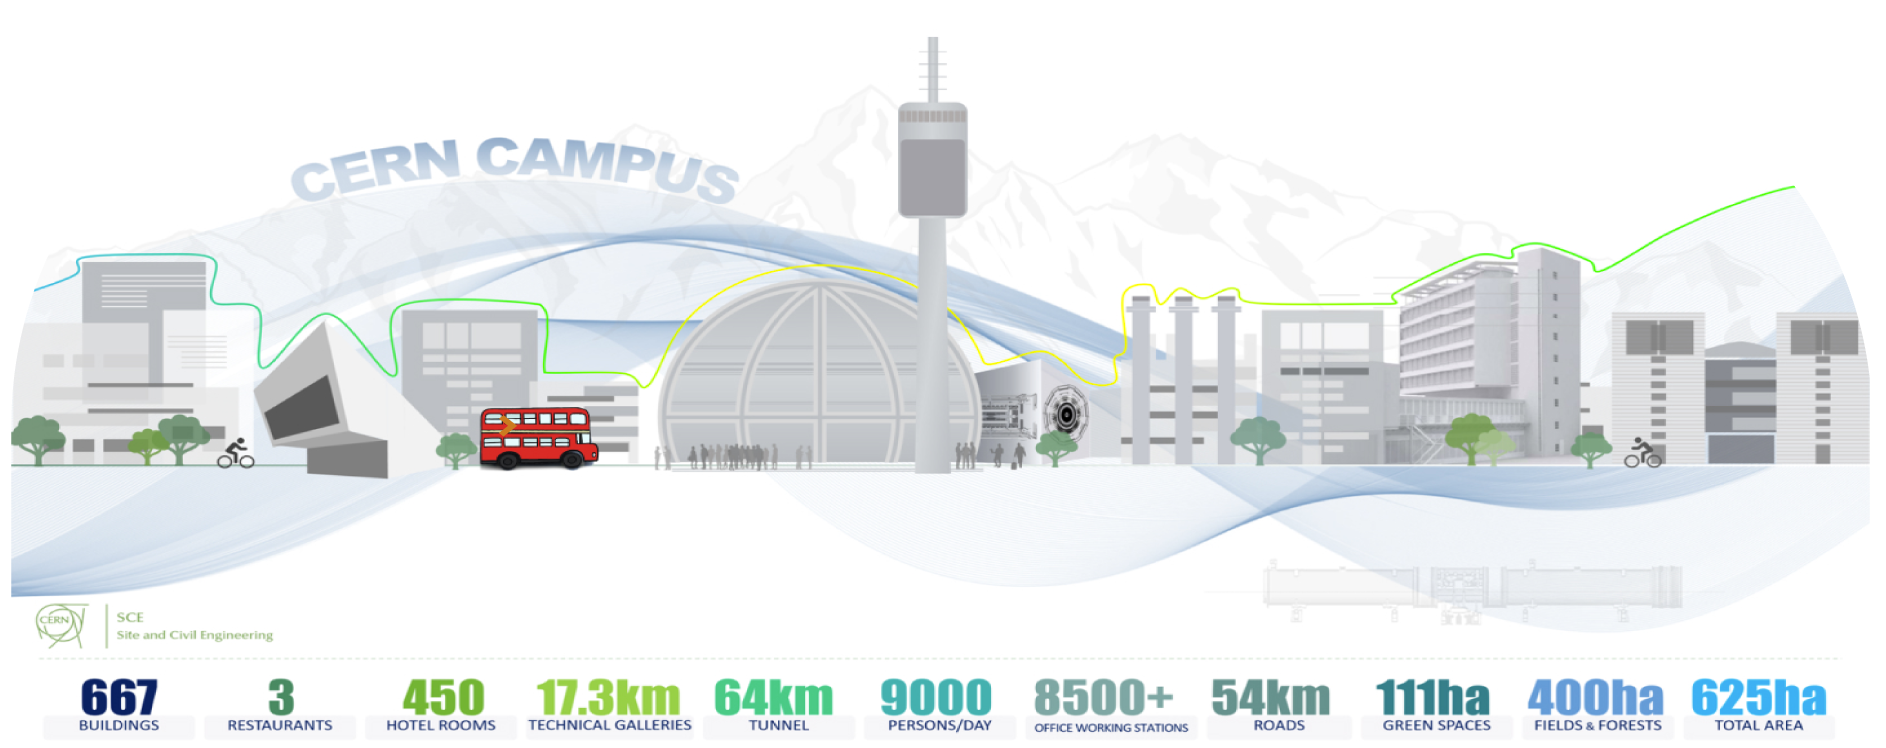 CERN CAMPUS
CERN
SCE
Site and Civil Engineering
667
BUILDINGS
3
RESTAURANTS
450
HOTEL ROOMS
17.3km
TECHNICAL GALLERIES
64km
TUNNEL
9000
PERSONS/DAY
8500+
OFFICE WORKING STATIONS
54km
ROADS
111ha
GREEN SPACES
400ha
FIELDS & FORESTS
625ha
TOTAL AREA